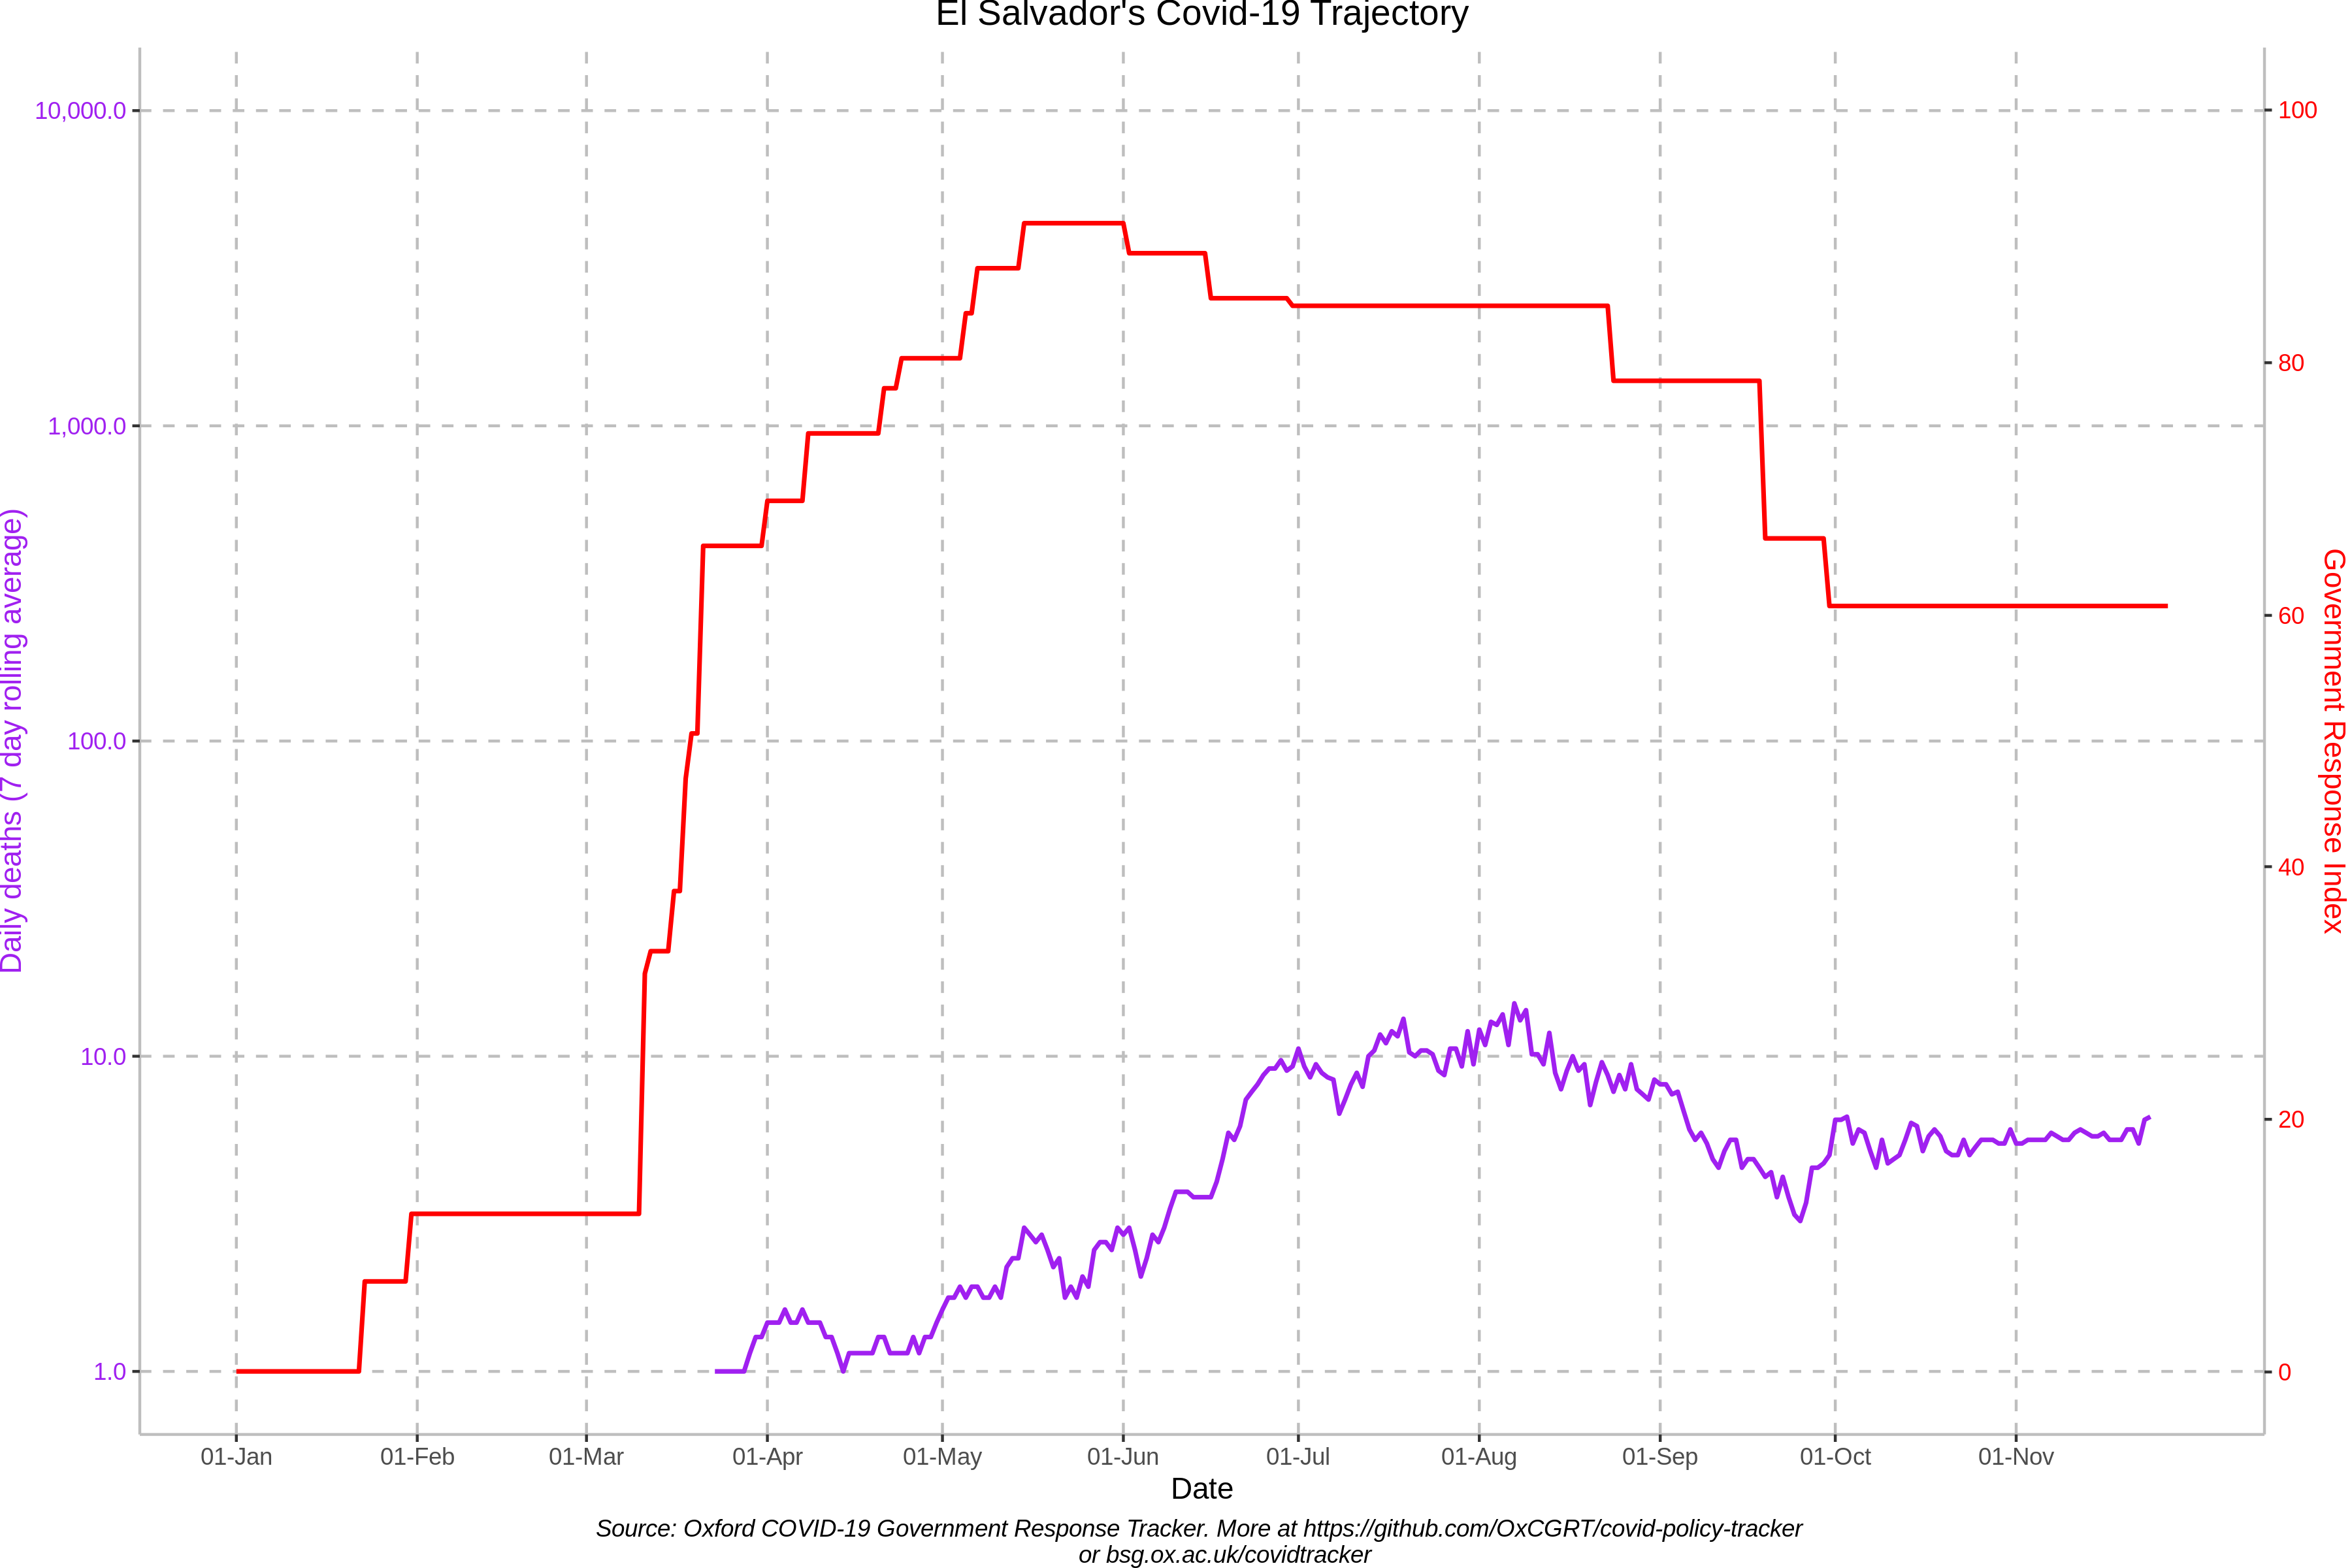 El Salvador's Covid-19 Trajectory
10,000.0
1,000.0
100.0
10.0
1.0
Daily deaths (7 day rolling average)
100
80
60
40
20
0
Government Response Index
01-Jan 01-Feb 01-Mar 01-Apr 01-May 01-Jun 01-Jul 01-Aug 01-Sep 01-Oct 01-Nov
Date
Source: Oxford COVID-19 Government Response Tracker. More at https://github.com/OxCGRT/covid-policy-tracker
or bsg.ox.ac.uk/covidtracker